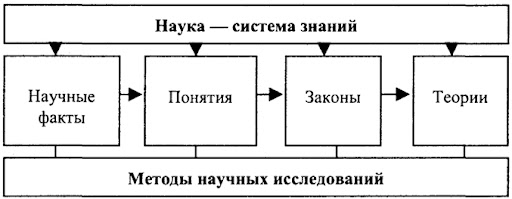 Наука — система знаний
Научные
факты
Понятия
Законы
Теории
Методы научных исследований